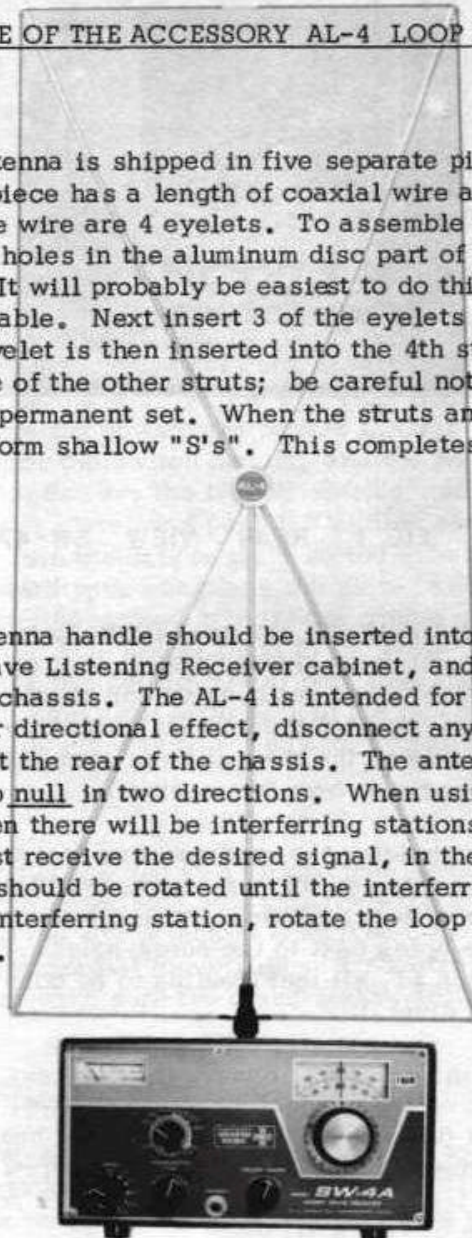 E OF THE ACCESSORY AL-4 LOOP
tenna is shipped in five separate pi
piece has a length of coaxial wire a
e wire are 4 eyelets. To assemble
holes in the aluminum disc part of
It will probably be easiest to do thi
able. Next insert 3 of the eyelets
yelet is then inserted into the 4th s
e of the other struts; be careful not
permanent set. When the struts an
orm shallow "S's". This completes
AL-4
enna handle should be inserted into
ave Listening Receiver cabinet, and
chassis. The AL-4 is intended for
r directional effect, disconnect any
t the rear of the chassis. The ante
o null in two directions. When usi
en there will be interferring stations
st receive the desired signal, in the
should be rotated until the interferr
nterferring station, rotate the loop
.
SW-4A